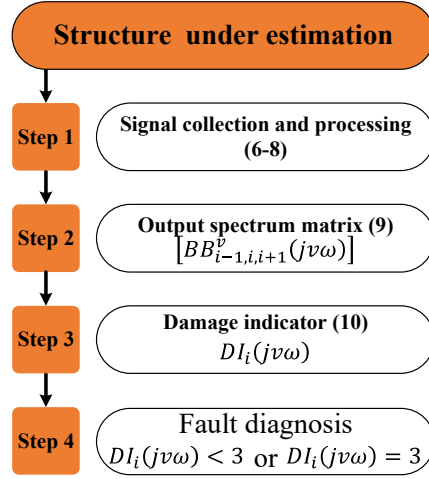 Structure under estimation
Step 1
Signal collection and processing
(6-8)
Step 2
Output spectrum matrix (9)
[BB^v_{i−1,i,i+1}(jvω)]
Step 3
Damage indicator (10)
DI_i(jvω)
Step 4
Fault diagnosis
DI_i(jvω) < 3 or DI_i(jvω) = 3